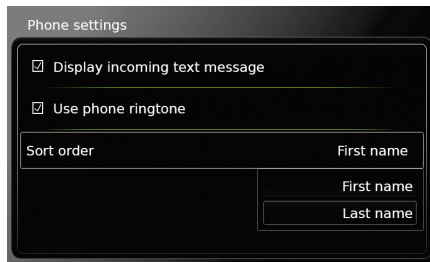 Phone settings
Display incoming text message
Use phone ringtone
Sort order First name
First name
Last name